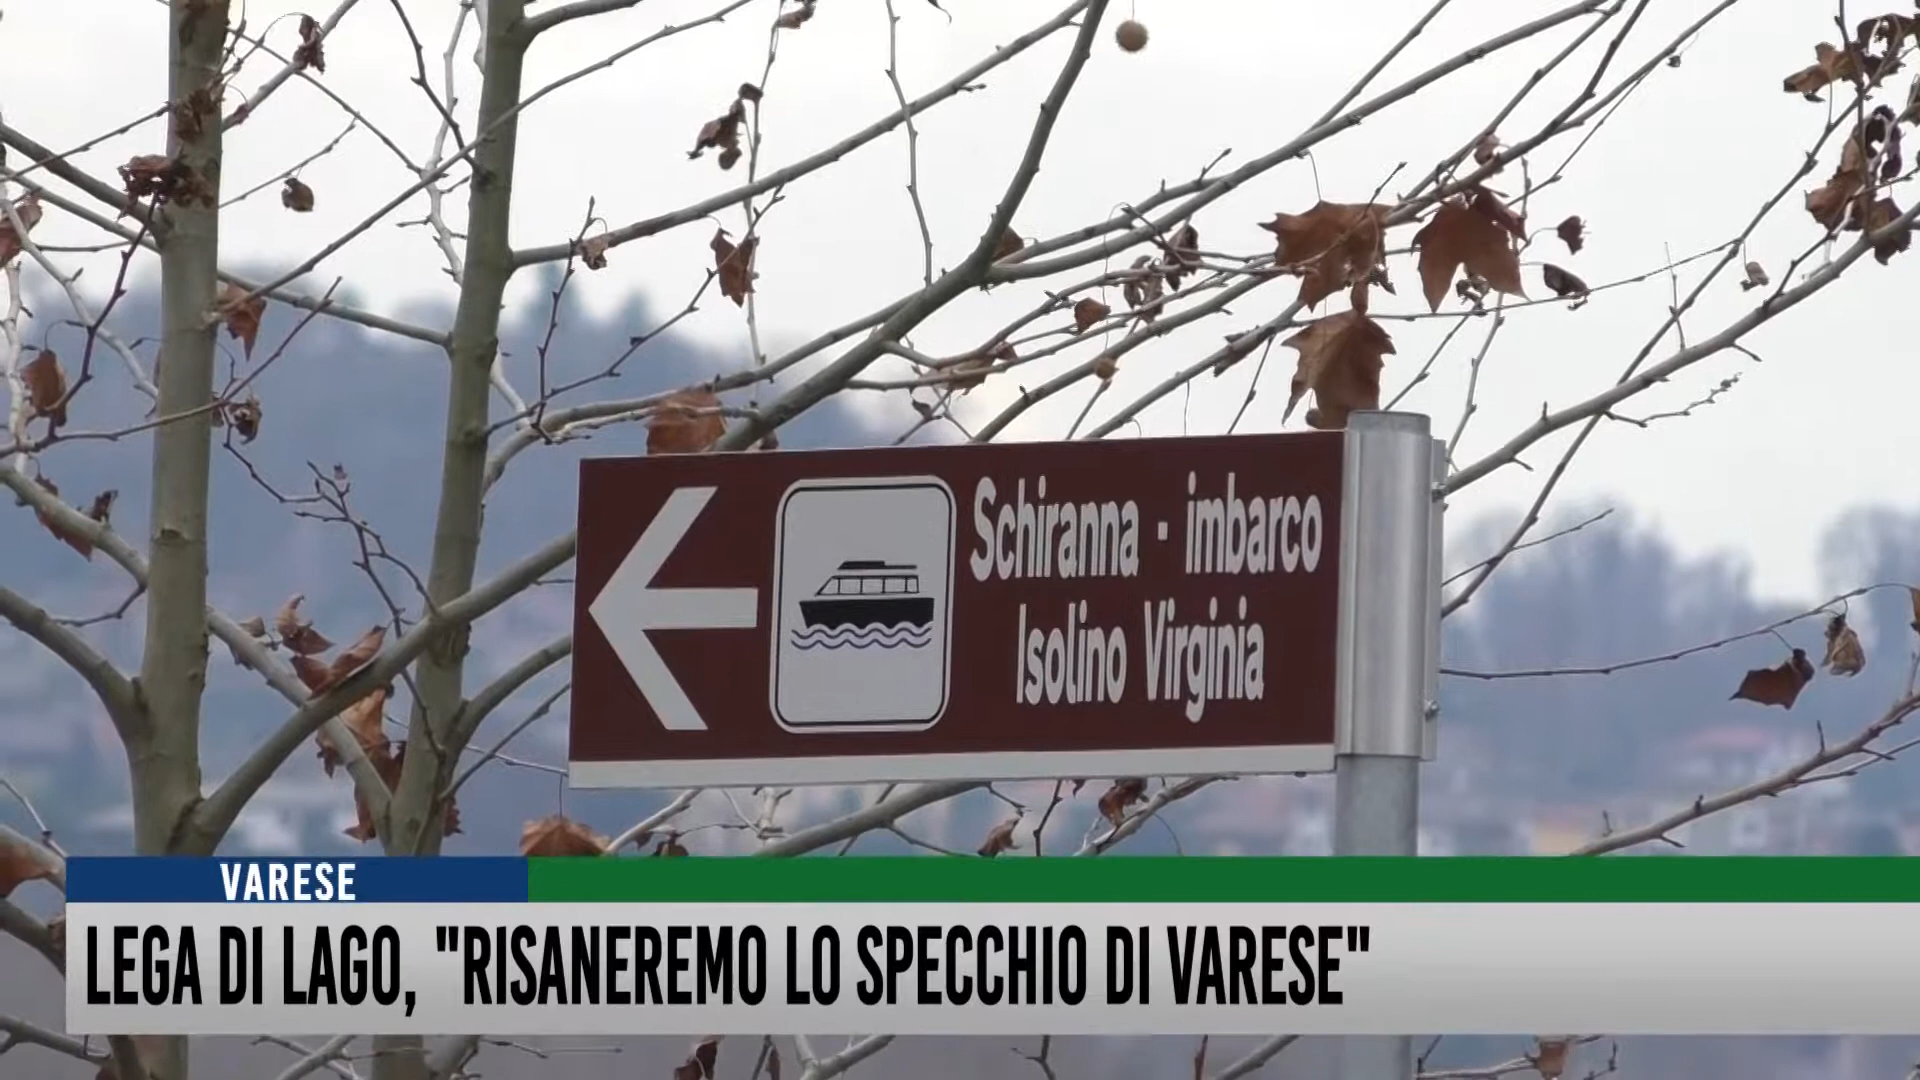 Schiranna - imbarco
Isolino Virginia
VARESE
LEGA DI LAGO, "RISANEREMO LO SPECCHIO DI VARESE"